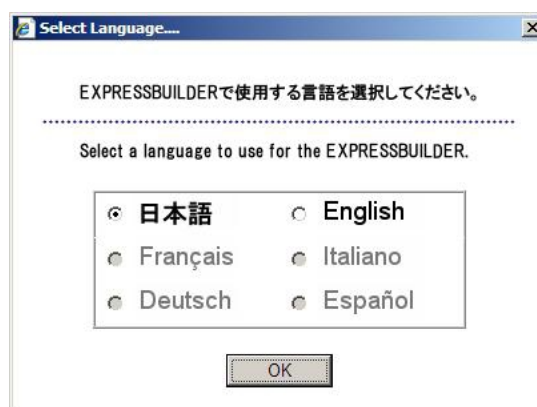 Select Language....
EXPRESSBUILDERで使用する言語を選択してください。
Select a language to use for the EXPRESSBUILDER.
日本語 English
Français Italiano
Deutsch Español
OK